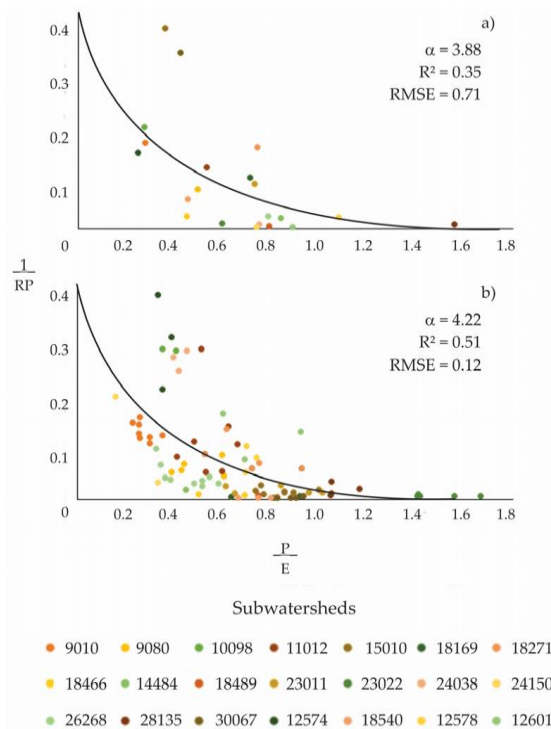 a)
0.4
α = 3.88
R² = 0.35
RMSE = 0.71
0.3
0.2
0.1
0 0.2 0.4 0.6 0.8 1.0 1.2 1.4 1.6 1.8
1
RP
b)
0.4
α = 4.22
R² = 0.51
RMSE = 0.12
0.3
0.2
0.1
0 0.2 0.4 0.6 0.8 1.0 1.2 1.4 1.6 1.8
P
E
Subwatersheds
9010 9080 10098 11012 15010 18169 18271
18466 14484 18489 23011 23022 24038 24150
26268 28135 30067 12574 18540 12578 12601